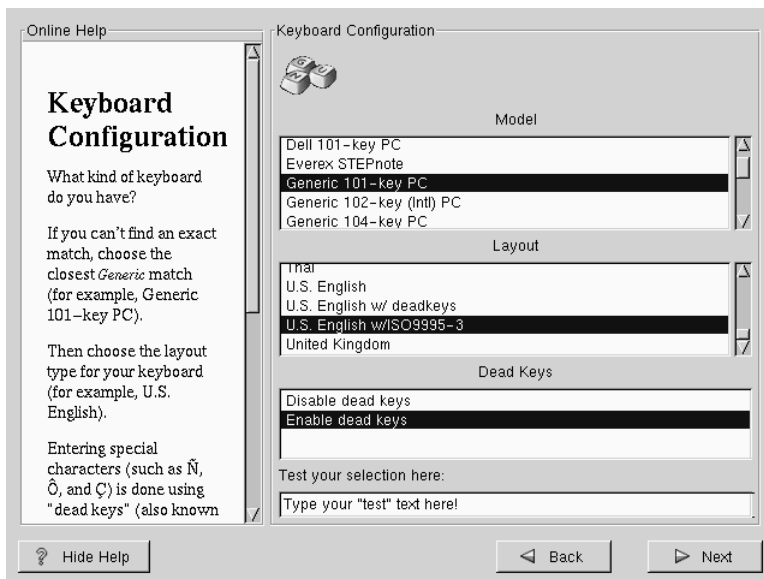 Online Help
Keyboard
Configuration
What kind of keyboard
do you have?
If you can't find an exact
match, choose the
closest Generic match
(for example, Generic
101-key PC).
Then choose the layout
type for your keyboard
(for example, U.S.
English).
Entering special
characters (such as Ñ,
Ô, and Ç) is done using
"dead keys" (also known
Keyboard Configuration
G U
N
Model
Dell 101-key PC
Everex STEPnote
Generic 101-key PC
Generic 102-key (Intl) PC
Generic 104-key PC
Layout
Thai
U.S. English
U.S. English w/ deadkeys
U.S. English w/ISO9995-3
United Kingdom
Dead Keys
Disable dead keys
Enable dead keys
Test your selection here:
Type your "test" text here!
Hide Help
Back
Next